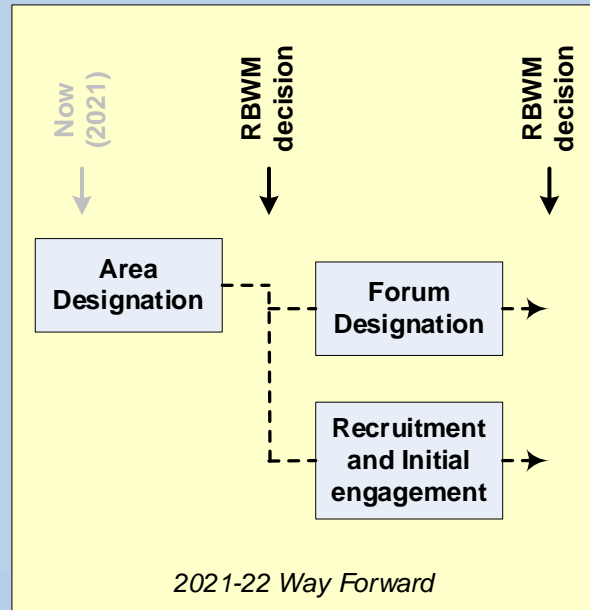 Now
(2021)
RBWM
decision
RBWM
decision
Area
Designation
Forum
Designation
Recruitment
and Initial
engagement
2021-22 Way Forward